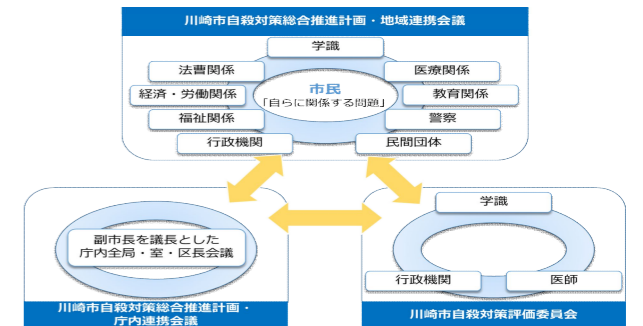 川崎市自殺対策総合推進計画・地域連携会議
学識
法曹関係
医療関係
市民
経済・労働関係
「自らに関係する問題」
教育関係
福祉関係
警察
行政機関
民間団体
副市長を議長とした
庁内全局・室・区長会議
川崎市自殺対策総合推進計画・
庁内連携会議
学識
行政機関
医師
川崎市自殺対策評価委員会